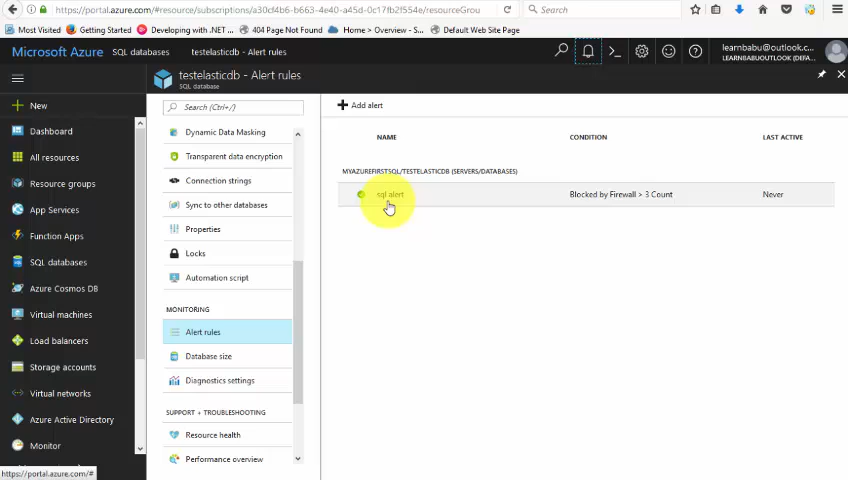 https://portal.azure.com/#resource/subscriptions/a30cf4b6-b663-4e40-a45d-0c17f2f1554e/resourceGrou
Search
Most Visited Getting Started Developing with .NET ... 404 Page Not Found Home > Overview - S... Default Web Site Page
Microsoft Azure SQL databases testelasticdb - Alert rules
learnbabu@outlook.c...
LEARNBABUOUTLOOK (DEFA...
testelasticdb - Alert rules
SQL database
New
Dashboard
All resources
Resource groups
App Services
Function Apps
SQL databases
Azure Cosmos DB
Virtual machines
Load balancers
Storage accounts
Virtual networks
Azure Active Directory
Monitor
https://portal.azure.com/#
Search (Ctrl+/)
Dynamic Data Masking
Transparent data encryption
Connection strings
Sync to other databases
Properties
Locks
Automation script
MONITORING
Alert rules
Database size
Diagnostics settings
SUPPORT + TROUBLESHOOTING
Resource health
Performance overview
Add alert
NAME CONDITION LAST ACTIVE
MYAZUREFIRSTSQL/TESTELASTICDB (SERVERS/DATABASES)
sql alert Blocked by Firewall > 3 Count Never